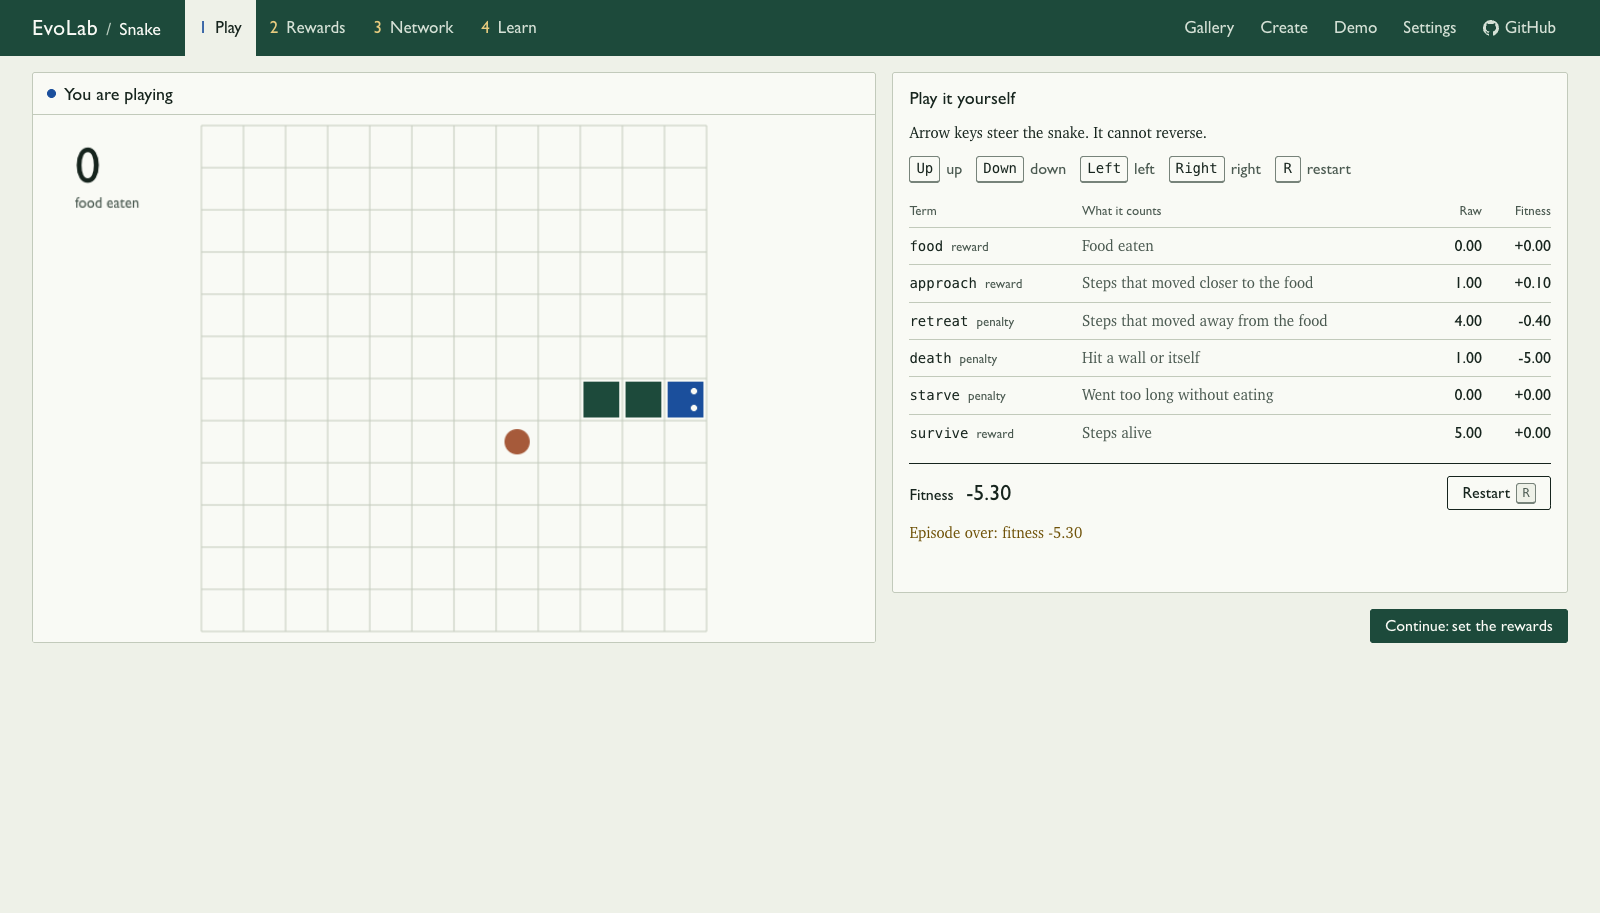 EvoLab / Snake
1 Play
2 Rewards
3 Network
4 Learn
Gallery
Create
Demo
Settings
GitHub
You are playing
0
food eaten
Play it yourself
Arrow keys steer the snake. It cannot reverse.
Up up Down down Left left Right right R restart
Term What it counts Raw Fitness
food reward Food eaten 0.00 +0.00
approach reward Steps that moved closer to the food 1.00 +0.10
retreat penalty Steps that moved away from the food 4.00 -0.40
death penalty Hit a wall or itself 1.00 -5.00
starve penalty Went too long without eating 0.00 +0.00
survive reward Steps alive 5.00 +0.00
Fitness -5.30
Restart R
Episode over: fitness -5.30
Continue: set the rewards